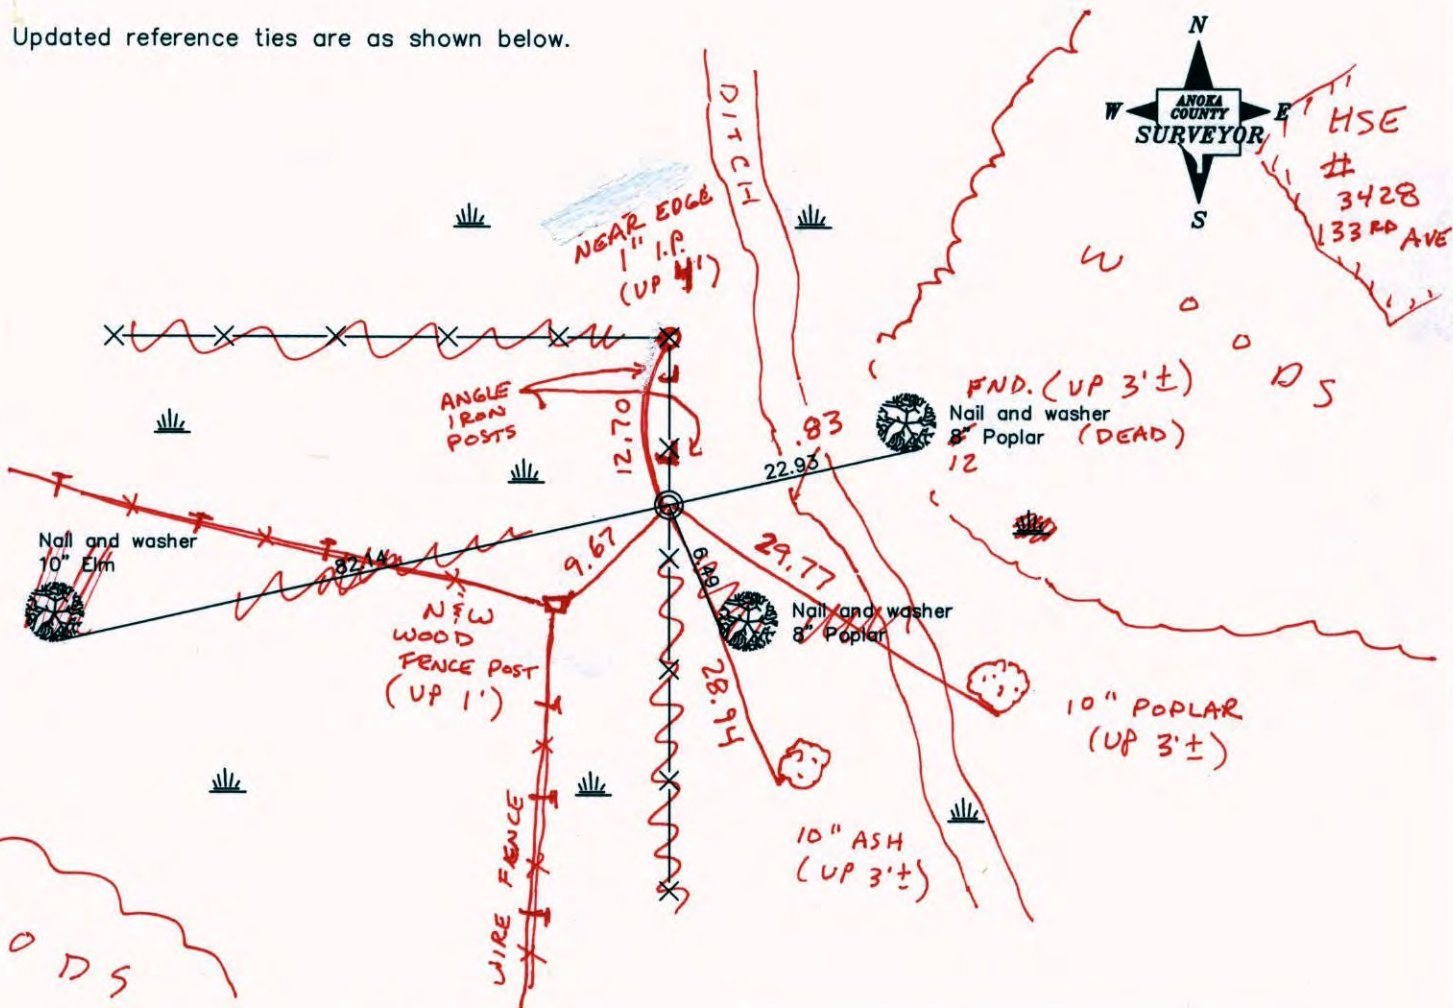 Updated reference ties are as shown below.
N
W
ANOKA
COUNTY
E
SURVEYOR
S
HSE
#
3428
133RD AVE
DITCH
NEAR EDGE
1" I.P.
(UP 4')
W
O
O
D
S
ANGLE
IRON
POSTS
12.70
.83
22.93
FND. (UP 3'±)
Nail and washer
8" Poplar (DEAD)
12
Nail and washer
10" Elm
82.14
9.67
6.49
29.77
N & W
WOOD
FENCE POST
(UP 1')
Nail and washer
8" Poplar
28.94
10" POPLAR
(UP 3'±)
10" ASH
(UP 3'±)
WIRE FENCE
O D S